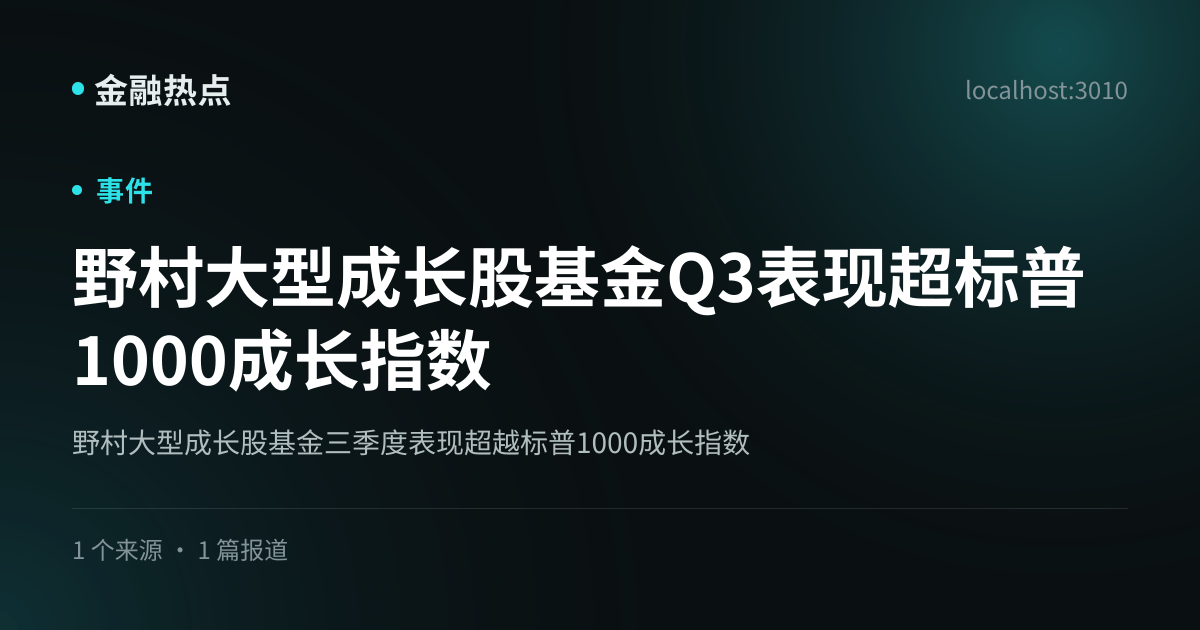 金融热点
localhost:3010
事件
野村大型成长股基金Q3表现超标普
1000成长指数
野村大型成长股基金三季度表现超越标普1000成长指数
1 个来源 · 1 篇报道